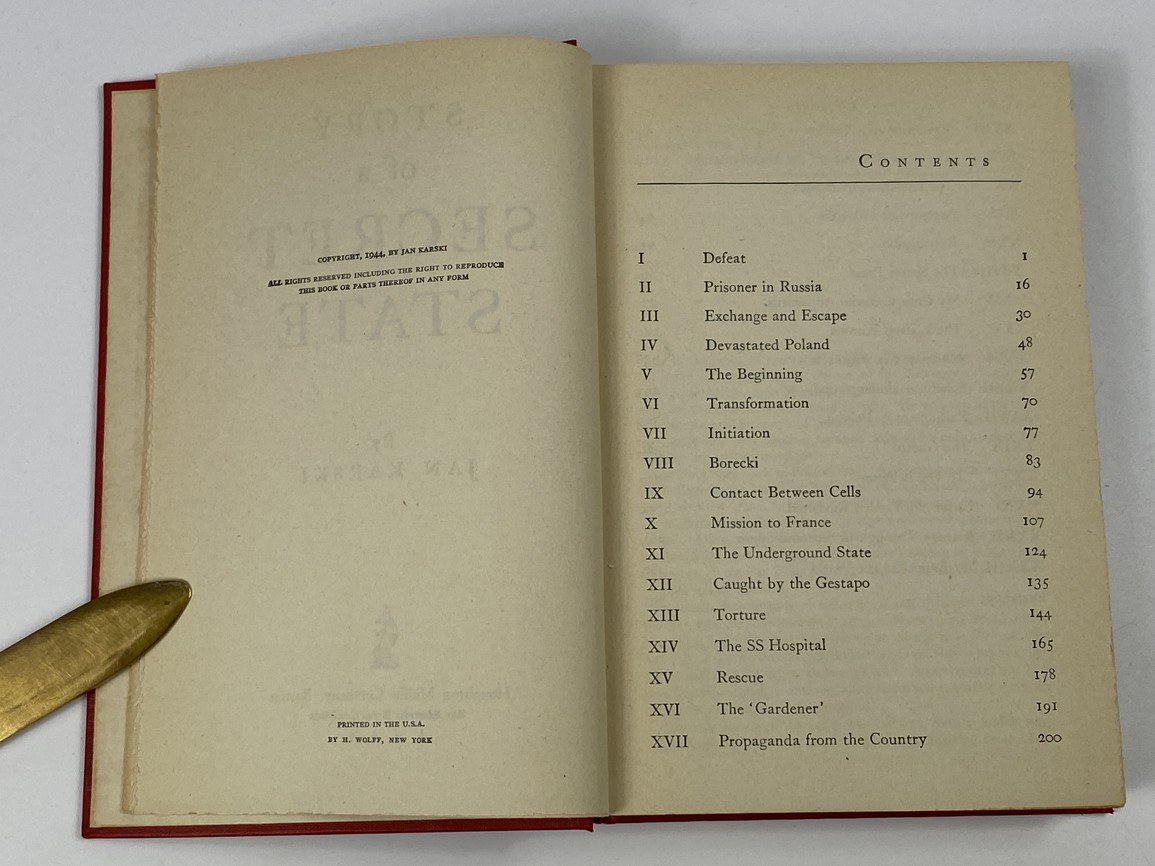 COPYRIGHT, 1944, BY JAN KARSKI
ALL RIGHTS RESERVED INCLUDING THE RIGHT TO REPRODUCE
THIS BOOK OR PARTS THEREOF IN ANY FORM
PRINTED IN THE U.S.A.
BY H. WOLFF, NEW YORK
CONTENTS
I Defeat 1
II Prisoner in Russia 16
III Exchange and Escape 30
IV Devastated Poland 48
V The Beginning 57
VI Transformation 70
VII Initiation 77
VIII Borecki 83
IX Contact Between Cells 94
X Mission to France 107
XI The Underground State 124
XII Caught by the Gestapo 135
XIII Torture 144
XIV The SS Hospital 165
XV Rescue 178
XVI The ‘Gardener’ 191
XVII Propaganda from the Country 200